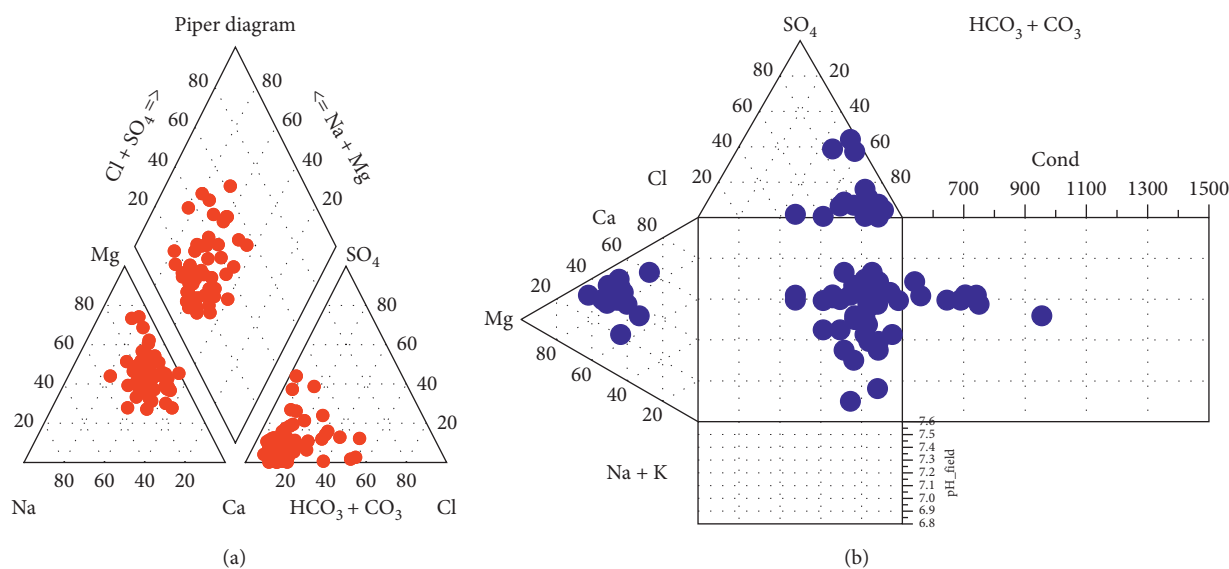 Piper diagram
80 80
60 60
Cl + SO₄ =>
<= Na + Mg
40 40
20 20
Mg
SO₄
80 80
60 60
40 40
20 20
80 60 40 20
20 40 60 80
Na
Ca
HCO₃ + CO₃
Cl
(a)
SO₄
HCO₃ + CO₃
80 20
60 40
40 60
20 80
Cl
Cond
700 900 1100 1300 1500
Ca
80
60
40
20
Mg
80
60
40
20
Na + K
7.6
7.5
7.4
7.3
7.2
7.1
7.0
6.9
6.8
pH_field
(b)